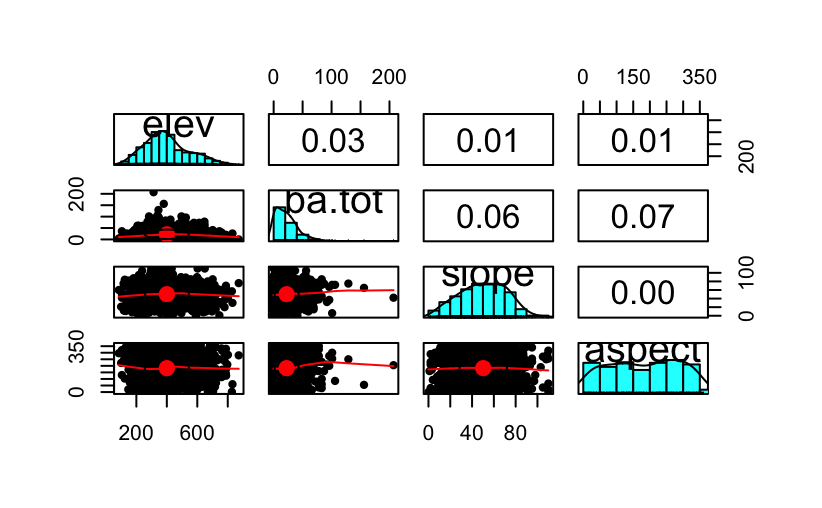 0 100 200 0 150 350
elev 0.03 0.01 0.01 200
0 200 ba.tot 0.06 0.07
slope 0.00 0 100
0 350 aspect
200 600 0 40 80